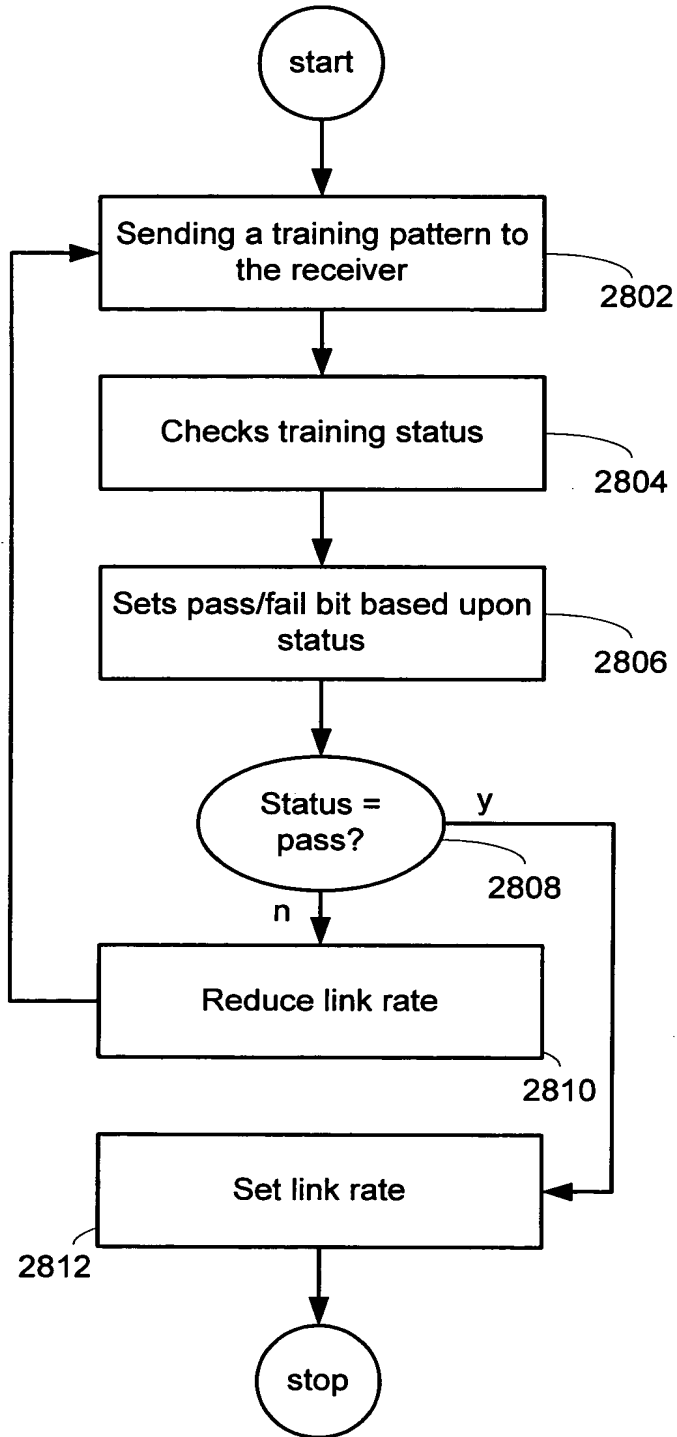 start
Sending a training pattern to
the receiver
2802
Checks training status
2804
Sets pass/fail bit based upon
status
2806
Status =
pass?
y
2808
n
Reduce link rate
2810
Set link rate
2812
stop